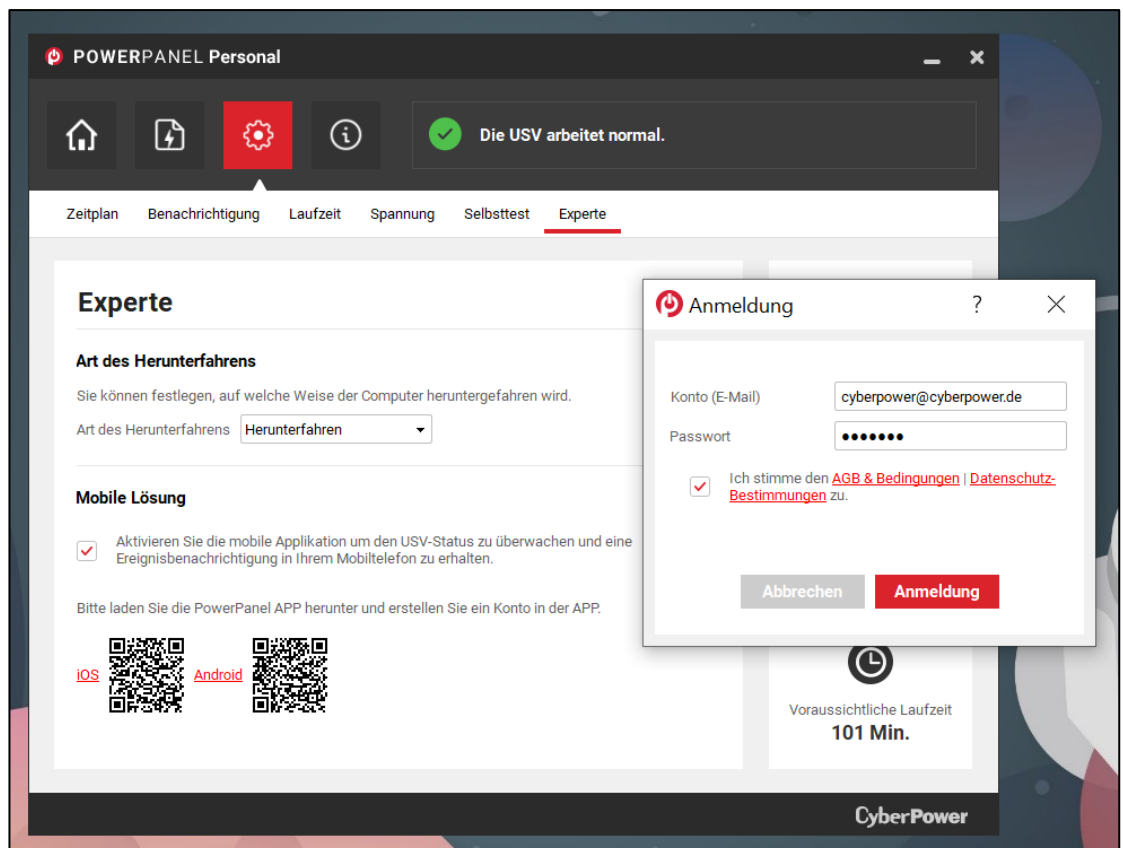 POWERPANEL Personal
Die USV arbeitet normal.
Zeitplan Benachrichtigung Laufzeit Spannung Selbsttest Experte
Experte
Art des Herunterfahrens
Sie können festlegen, auf welche Weise der Computer heruntergefahren wird.
Art des Herunterfahrens Herunterfahren
Mobile Lösung
Aktivieren Sie die mobile Applikation um den USV-Status zu überwachen und eine
Ereignisbenachrichtigung in Ihrem Mobiltelefon zu erhalten.
Bitte laden Sie die PowerPanel APP herunter und erstellen Sie ein Konto in der APP.
iOS Android
Anmeldung ?
Konto (E-Mail) cyberpower@cyberpower.de
Passwort •••••••
Ich stimme den AGB & Bedingungen | Datenschutz-
Bestimmungen zu.
Abbrechen Anmeldung
Voraussichtliche Laufzeit
101 Min.
CyberPower